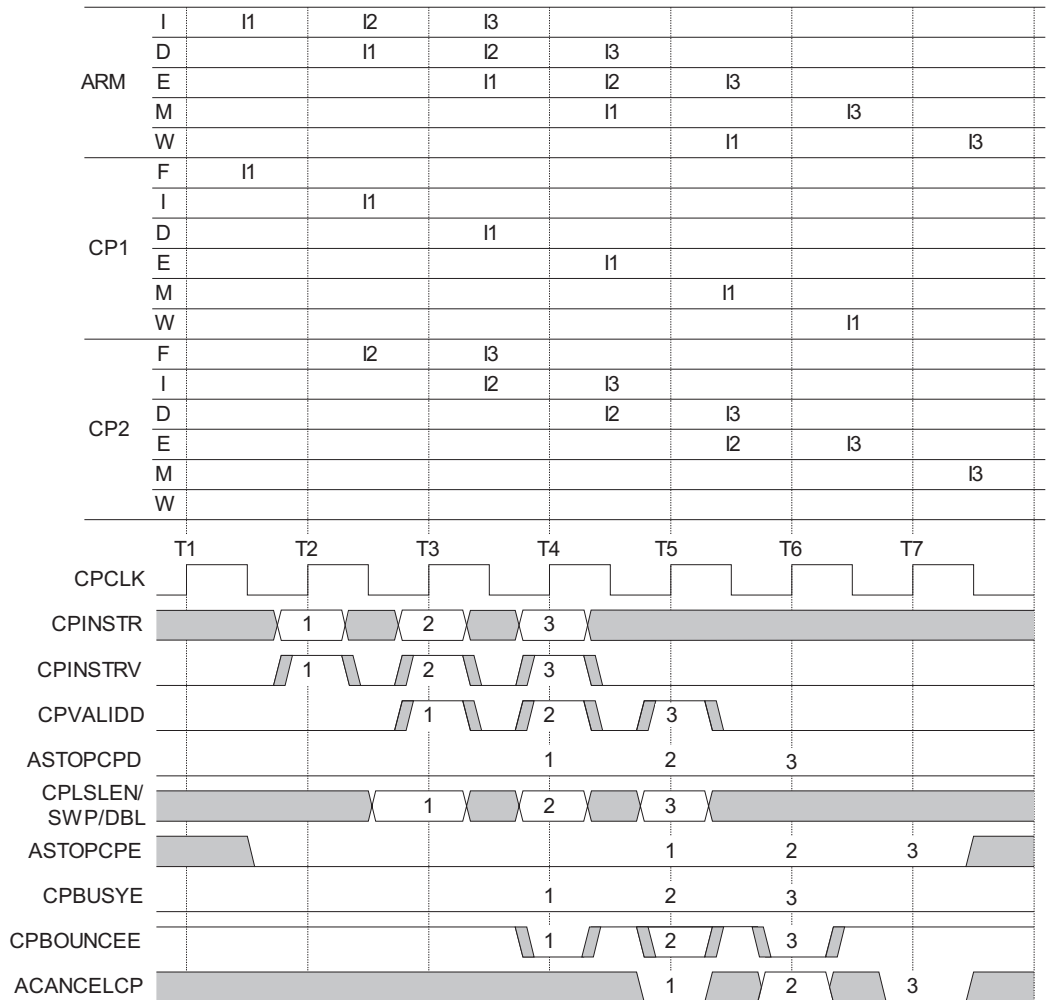 I I1 I2 I3
D I1 I2 I3
ARM E I1 I2 I3
M I1 I3
W I1 I3
F I1
I I1
D I1
CP1
E I1
M I1
W I1
F I2 I3
I I2 I3
D I2 I3
CP2
E I2 I3
M I3
W
T1 T2 T3 T4 T5 T6 T7
CPCLK
CPINSTR 1 2 3
CPINSTRV 1 2 3
CPVALIDD 1 2 3
ASTOPCPD 1 2 3
CPLSLEN/
SWP/DBL 1 2 3
ASTOPCPE 1 2 3
CPBUSYE 1 2 3
CPBOUNCEE 1 2 3
ACANCELCP 1 2 3